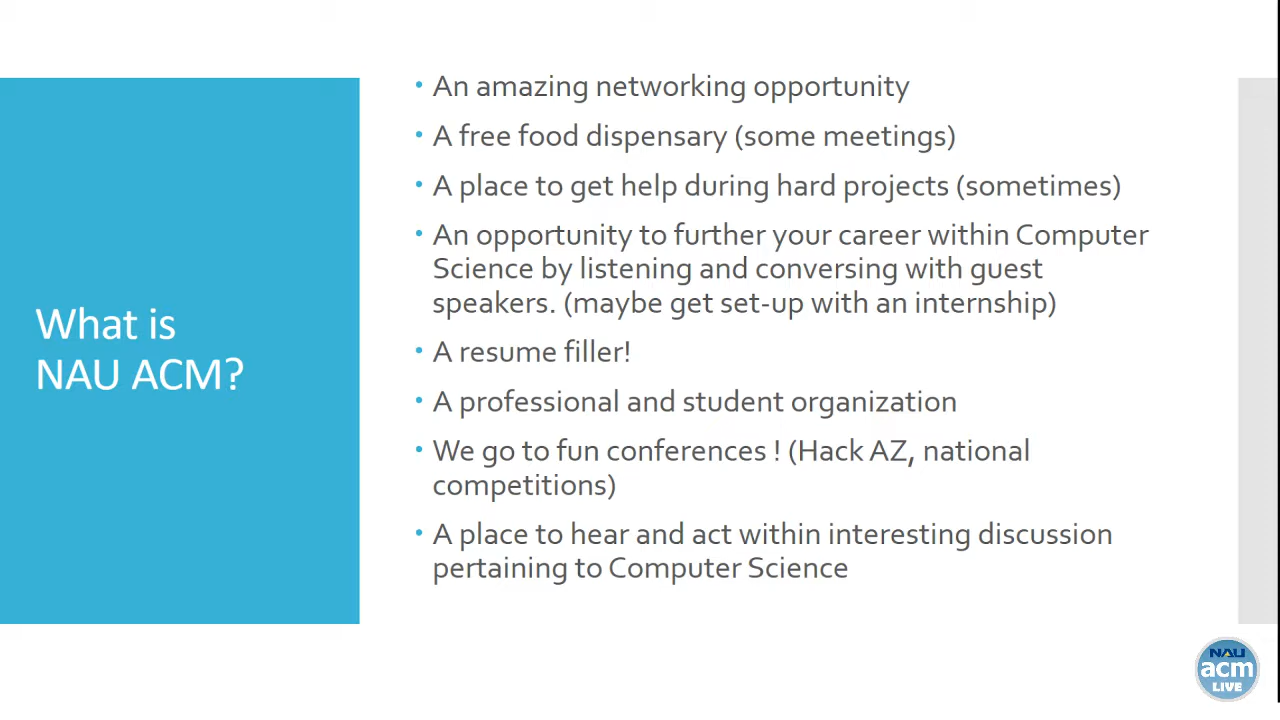 What is
NAU ACM?
• An amazing networking opportunity
• A free food dispensary (some meetings)
• A place to get help during hard projects (sometimes)
• An opportunity to further your career within Computer
Science by listening and conversing with guest
speakers. (maybe get set-up with an internship)
• A resume filler!
• A professional and student organization
• We go to fun conferences ! (Hack AZ, national
competitions)
• A place to hear and act within interesting discussion
pertaining to Computer Science
NAU
acm
LIVE